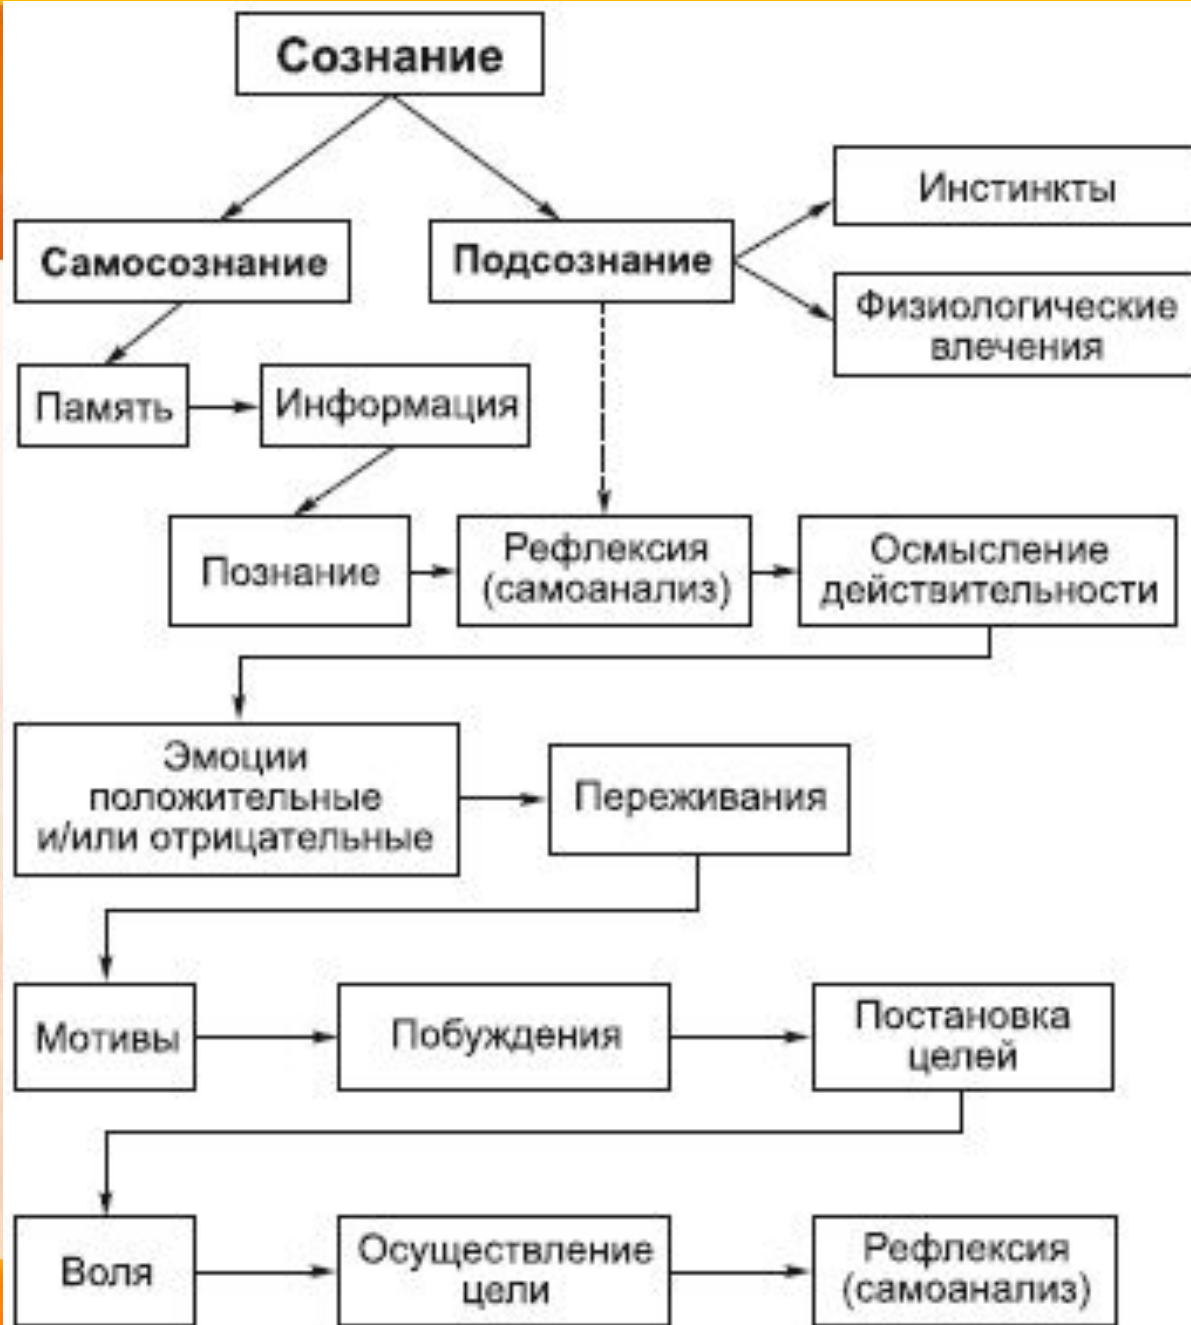 Сознание
Самосознание
Подсознание
Инстинкты
Физиологические
влечения
Память
Информация
Познание
Рефлексия
(самоанализ)
Осмысление
действительности
Эмоции
положительные
и/или отрицательные
Переживания
Мотивы
Побуждения
Постановка
целей
Воля
Осуществление
цели
Рефлексия
(самоанализ)